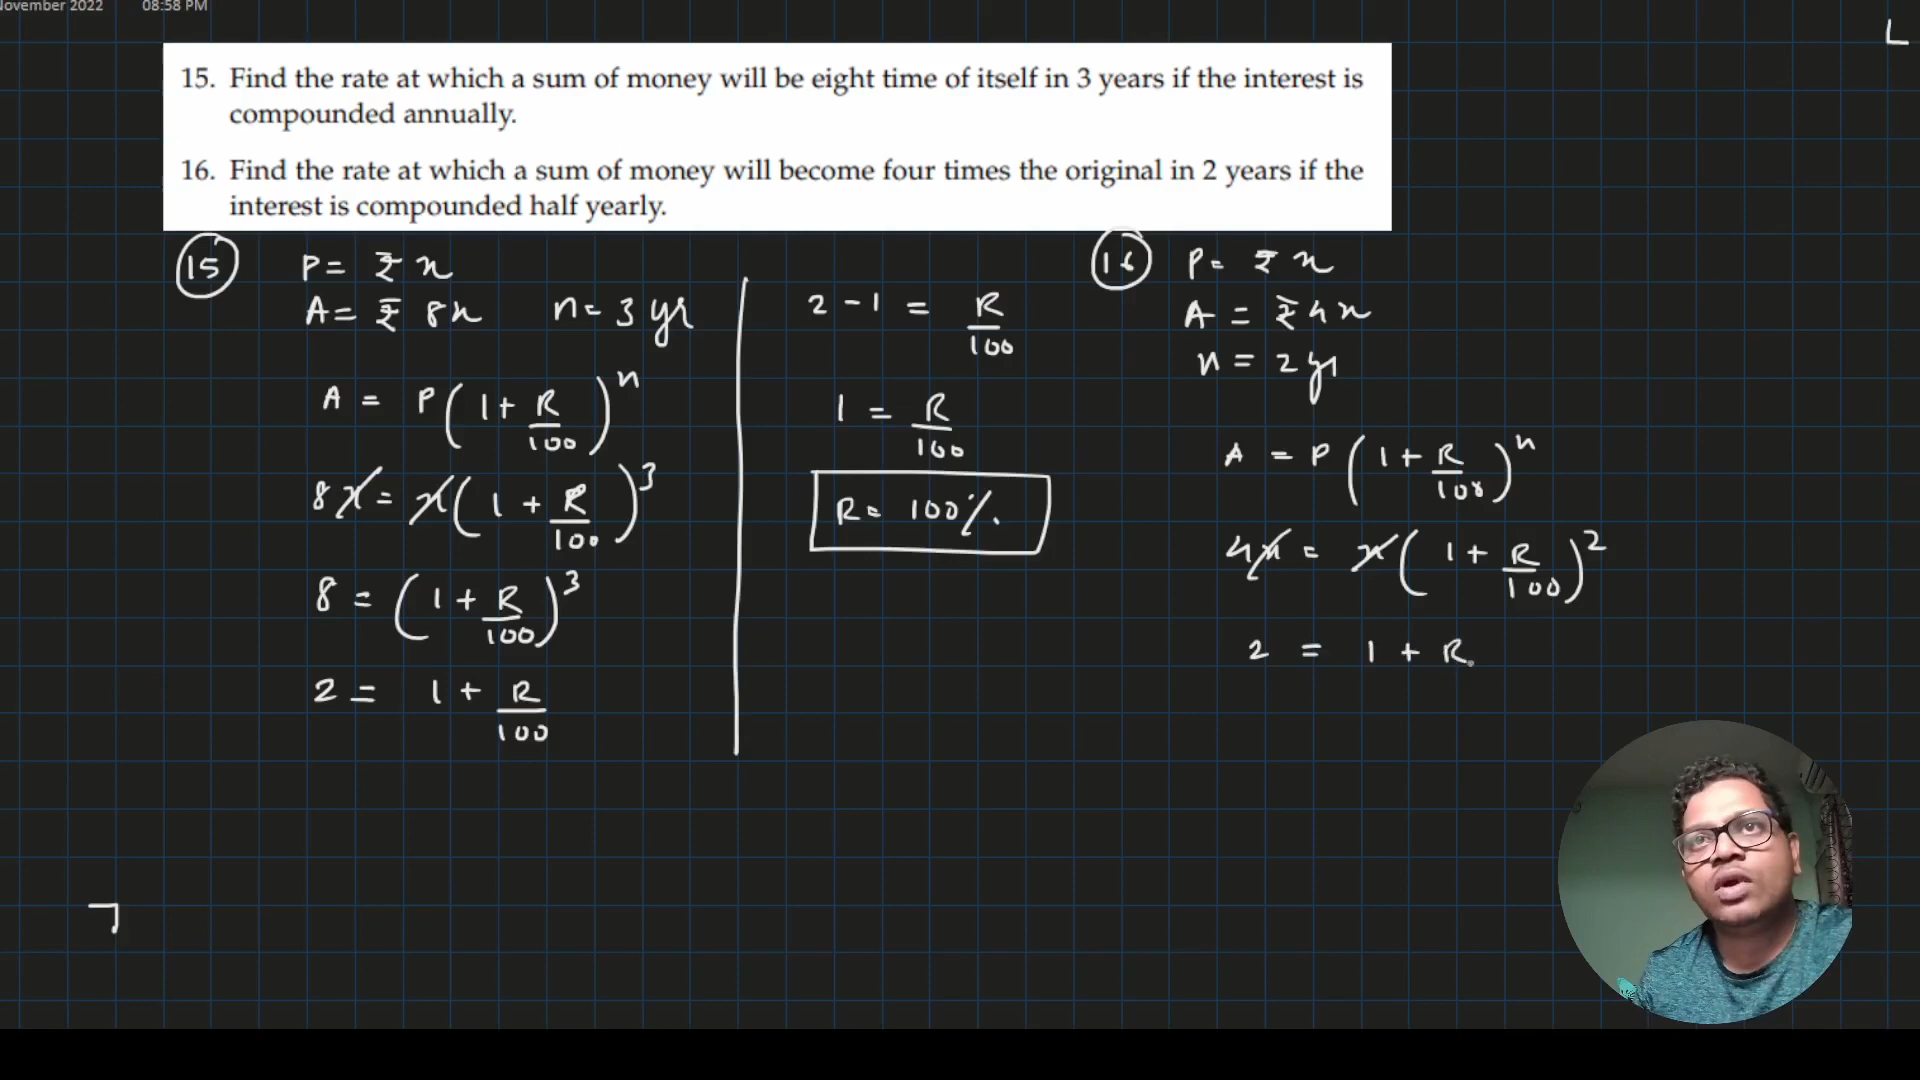 November 2022 08:58 PM
15. Find the rate at which a sum of money will be eight time of itself in 3 years if the interest is
compounded annually.
16. Find the rate at which a sum of money will become four times the original in 2 years if the
interest is compounded half yearly.
15 P = ₹ x
A = ₹ 8x n = 3 yr
A = P(1 + R/100)^n
8x = x(1 + R/100)^3
8 = (1 + R/100)^3
2 = 1 + R/100
2 - 1 = R/100
1 = R/100
R = 100%.
16 P = ₹ x
A = ₹ 4x
n = 2 yr
A = P(1 + R/100)^n
4x = x(1 + R/100)^2
2 = 1 + R